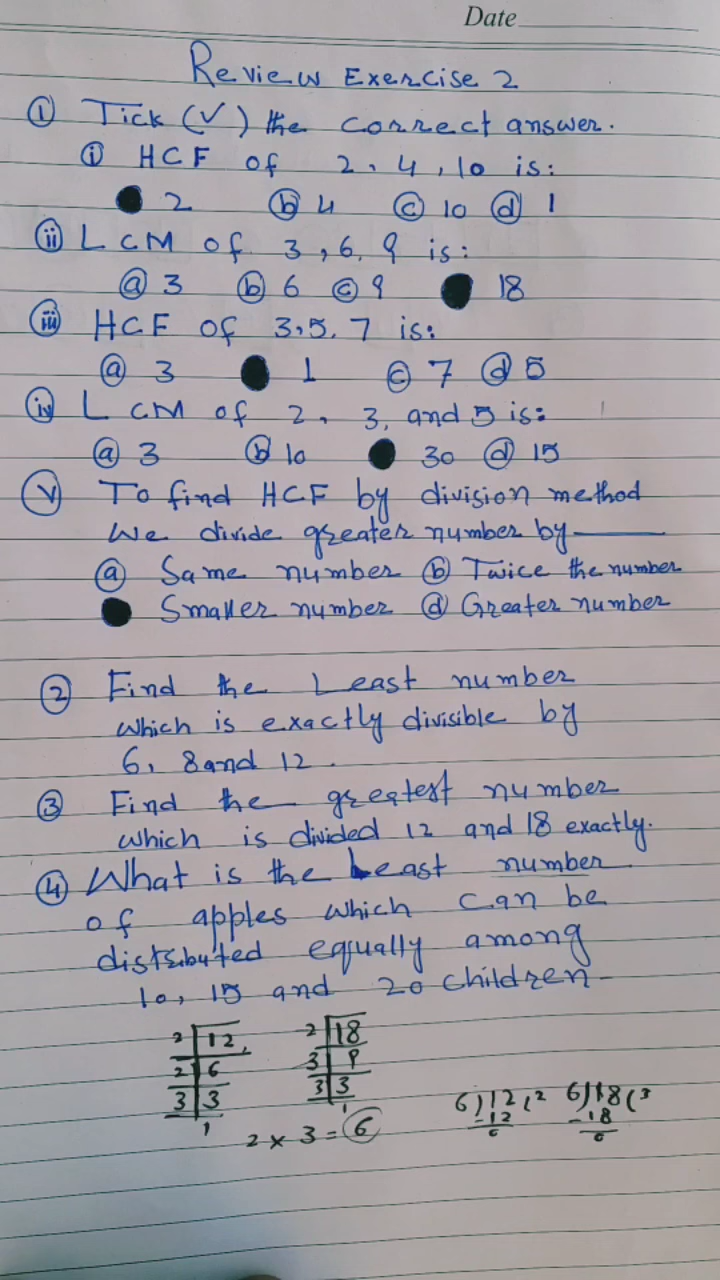 Date
Review Exercise 2
① Tick (✓) the correct answer.
ⓘ HCF of 2, 4, 10 is:
● 2 ⓑ 4 ⓒ 10 ⓓ 1
ⓘⓘ LCM of 3, 6, 9 is:
ⓐ 3 ⓑ 6 ⓒ 9 ● 18
ⓘⓘⓘ HCF of 3, 5, 7 is:
ⓐ 3 ● 1 ⓒ 7 ⓓ 5
ⓘⓥ LCM of 2, 3, and 5 is:
ⓐ 3 ⓑ 10 ● 30 ⓓ 15
ⓥ To find HCF by division method
We divide greater number by ——
ⓐ Same number ⓑ Twice the number
● Smaller number ⓓ Greater number
② Find the Least number
which is exactly divisible by
6, 8 and 12.
③ Find the greatest number
which is divided 12 and 18 exactly.
④ What is the Least number
of apples which can be
distributed equally among
10, 15 and 20 children
2 | 12 2 | 18
2 | 6 3 | 9
3 | 3 3 | 3
1 1
6)12(2 6)18(3
-12 -18
0 0
2 × 3 = 6